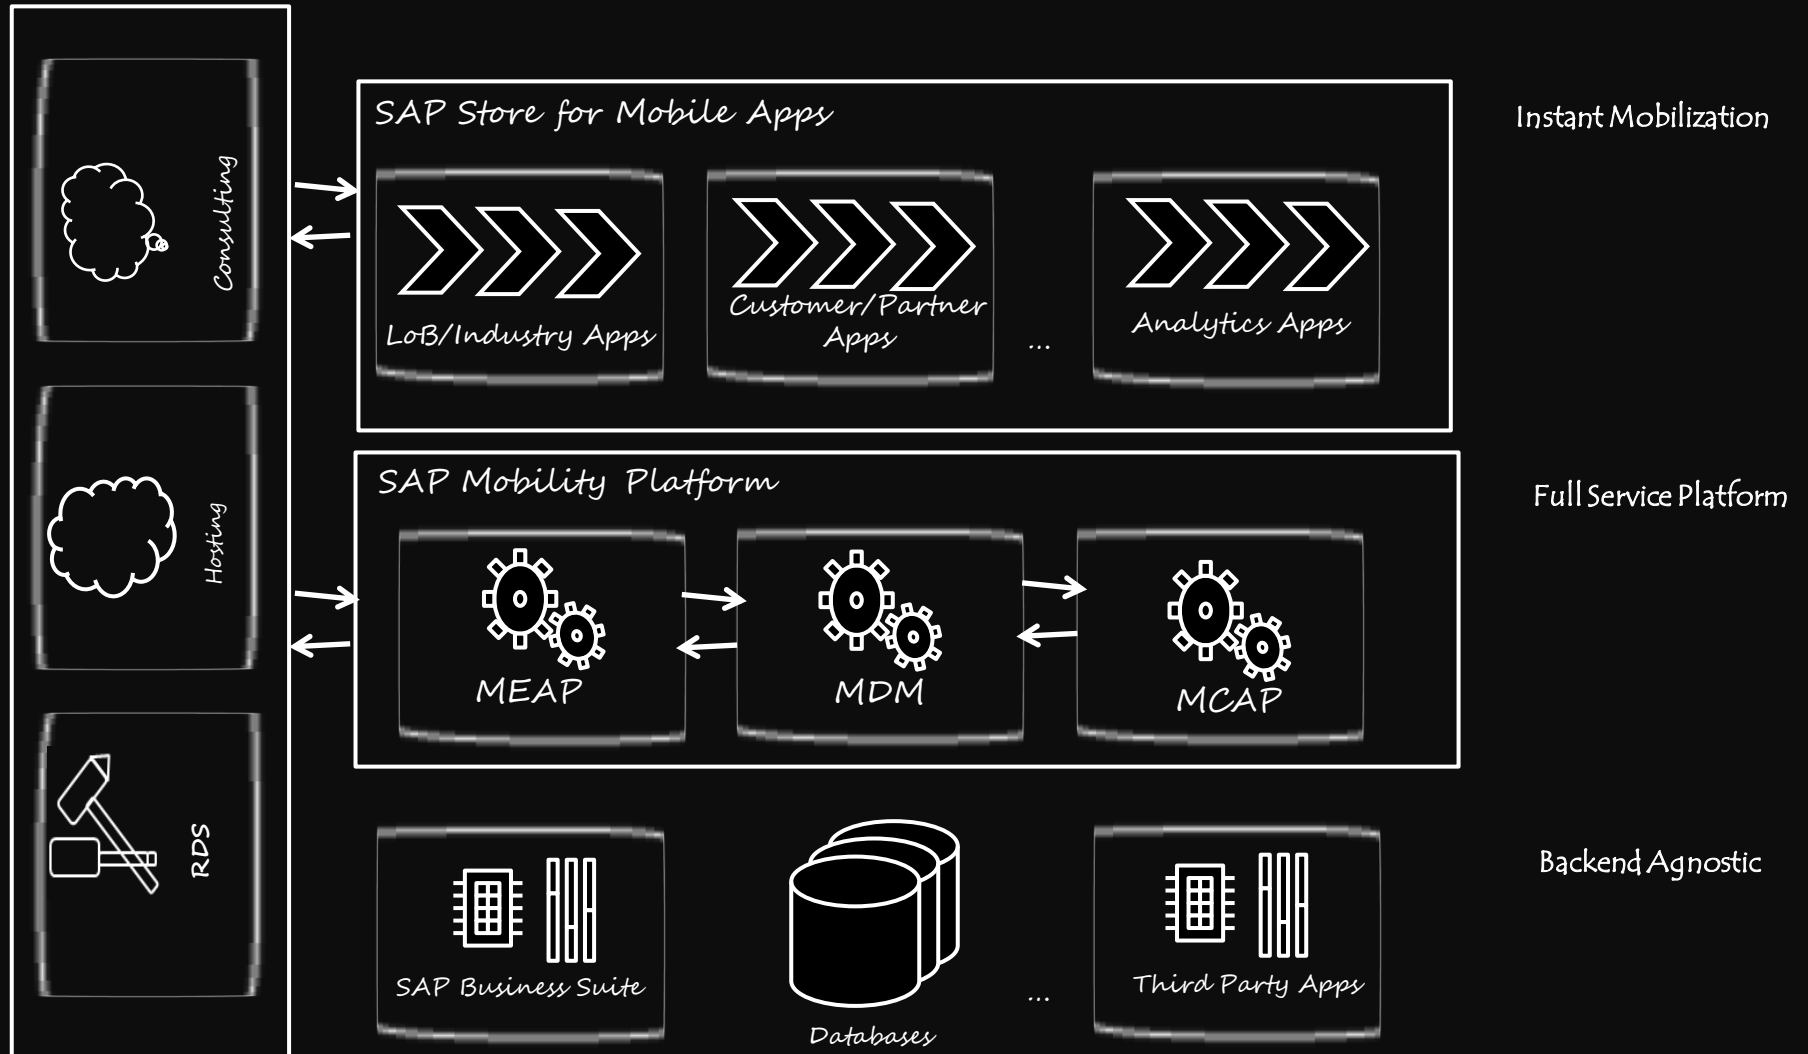 Consulting
Hosting
RDS
SAP Store for Mobile Apps
LoB/Industry Apps
Customer/Partner
Apps
...
Analytics Apps
Instant Mobilization
SAP Mobility Platform
MEAP
MDM
MCAP
Full Service Platform
SAP Business Suite
Databases
...
Third Party Apps
Backend Agnostic